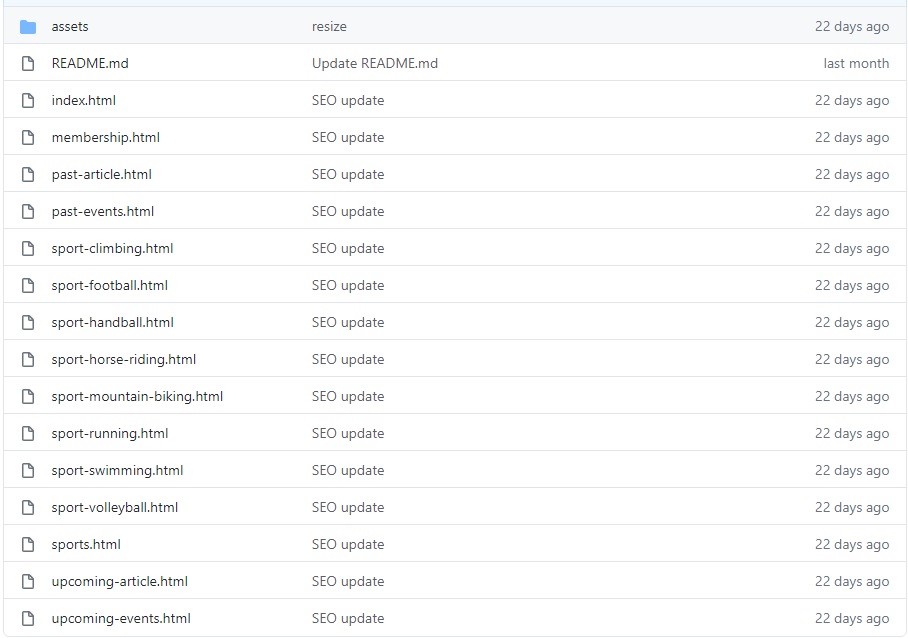 assets resize 22 days ago
README.md Update README.md last month
index.html SEO update 22 days ago
membership.html SEO update 22 days ago
past-article.html SEO update 22 days ago
past-events.html SEO update 22 days ago
sport-climbing.html SEO update 22 days ago
sport-football.html SEO update 22 days ago
sport-handball.html SEO update 22 days ago
sport-horse-riding.html SEO update 22 days ago
sport-mountain-biking.html SEO update 22 days ago
sport-running.html SEO update 22 days ago
sport-swimming.html SEO update 22 days ago
sport-volleyball.html SEO update 22 days ago
sports.html SEO update 22 days ago
upcoming-article.html SEO update 22 days ago
upcoming-events.html SEO update 22 days ago